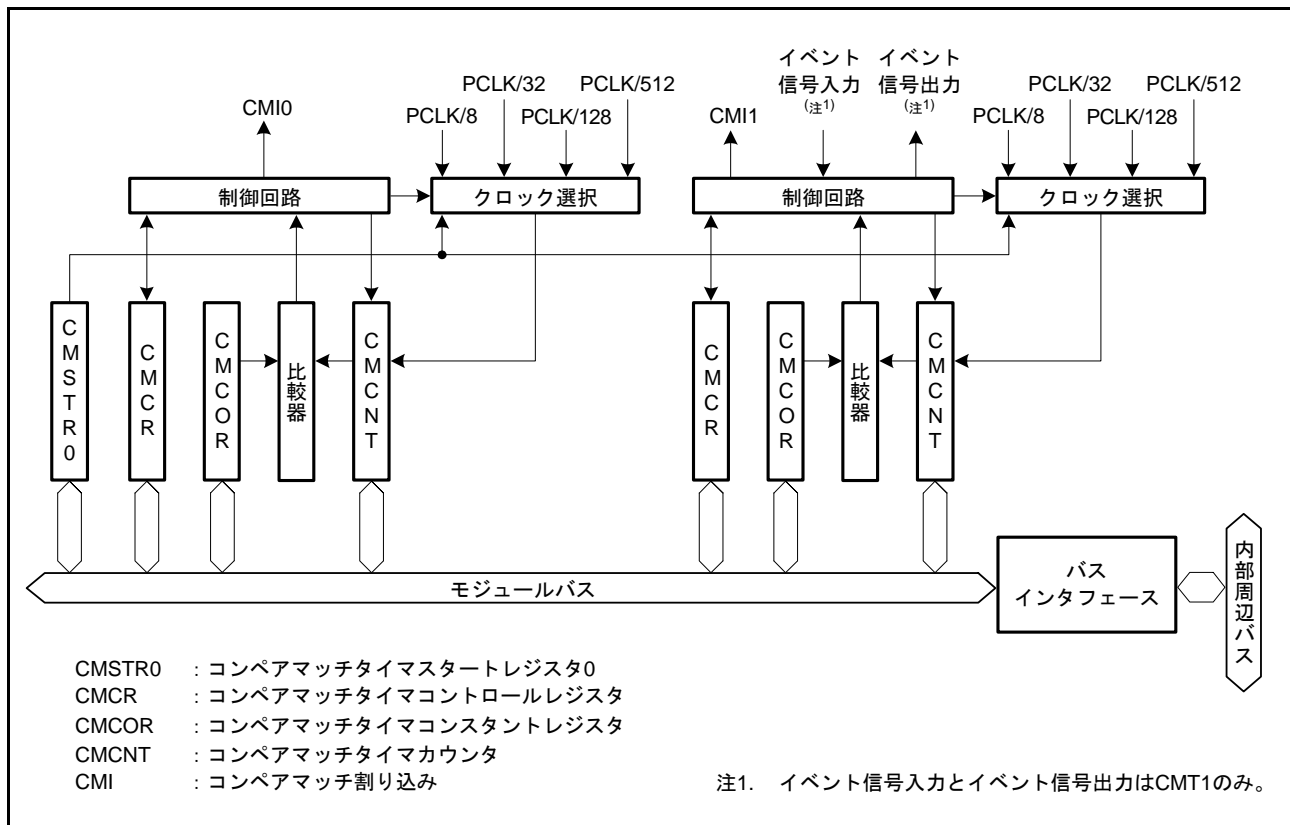 CMI0
PCLK/8
PCLK/32
PCLK/128
PCLK/512
CMI1
イベント
信号入力
(注1)
イベント
信号出力
(注1)
PCLK/8
PCLK/32
PCLK/128
PCLK/512
制御回路
クロック選択
制御回路
クロック選択
CMSTR0
CMCR
CMCOR
比較器
CMCNT
CMCR
CMCOR
比較器
CMCNT
モジュールバス
バス
インタフェース
内部周辺バス
CMSTR0 : コンペアマッチタイマスタートレジスタ0
CMCR : コンペアマッチタイマコントロールレジスタ
CMCOR : コンペアマッチタイマコンスタントレジスタ
CMCNT : コンペアマッチタイマカウンタ
CMI : コンペアマッチ割り込み
注1. イベント信号入力とイベント信号出力はCMT1のみ。